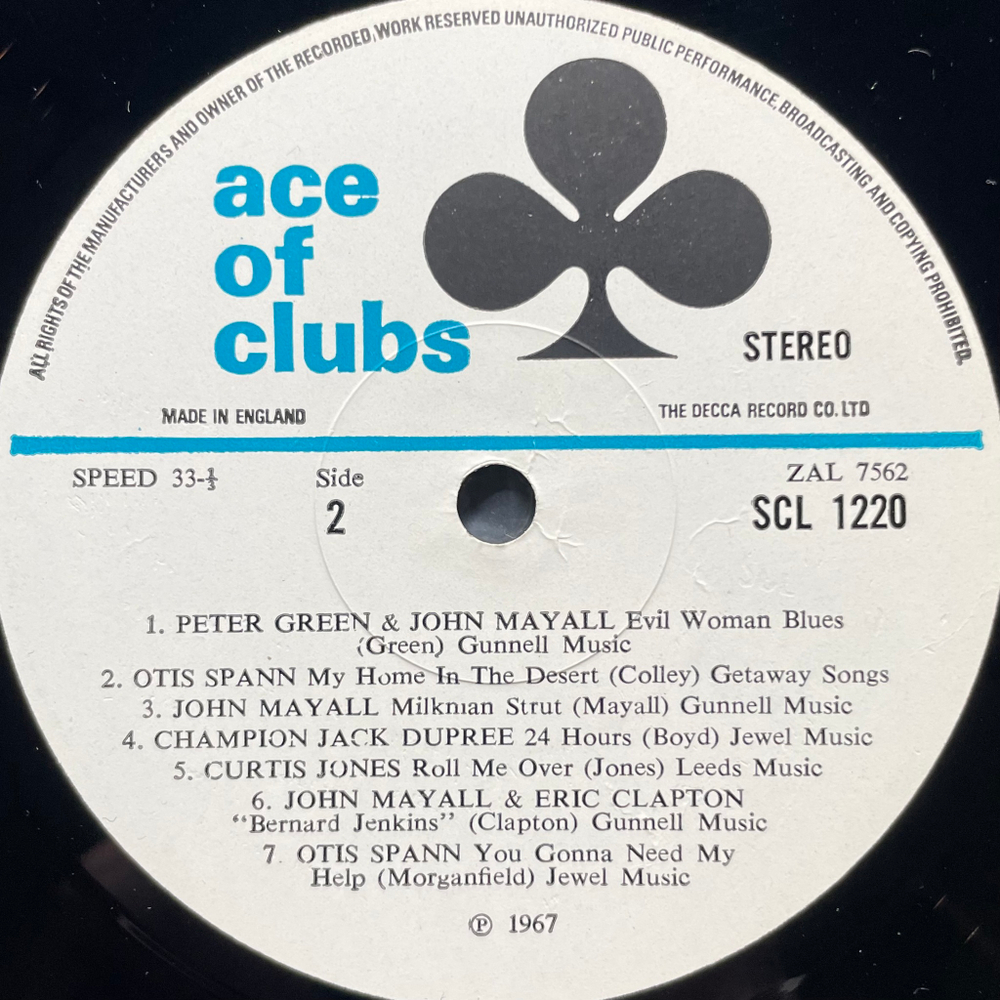 ALL RIGHTS OF THE MANUFACTURERS AND OWNER OF THE RECORDED WORK RESERVED UNAUTHORIZED PUBLIC PERFORMANCE, BROADCASTING AND COPYING PROHIBITED.
ace
of
clubs
STEREO
MADE IN ENGLAND
THE DECCA RECORD CO. LTD
SPEED 33-⅓
Side
2
ZAL 7562
SCL 1220
1. PETER GREEN & JOHN MAYALL Evil Woman Blues
(Green) Gunnell Music
2. OTIS SPANN My Home In The Desert (Colley) Getaway Songs
3. JOHN MAYALL Milkman Strut (Mayall) Gunnell Music
4. CHAMPION JACK DUPREE 24 Hours (Boyd) Jewel Music
5. CURTIS JONES Roll Me Over (Jones) Leeds Music
6. JOHN MAYALL & ERIC CLAPTON
“Bernard Jenkins” (Clapton) Gunnell Music
7. OTIS SPANN You Gonna Need My
Help (Morganfield) Jewel Music
℗ 1967